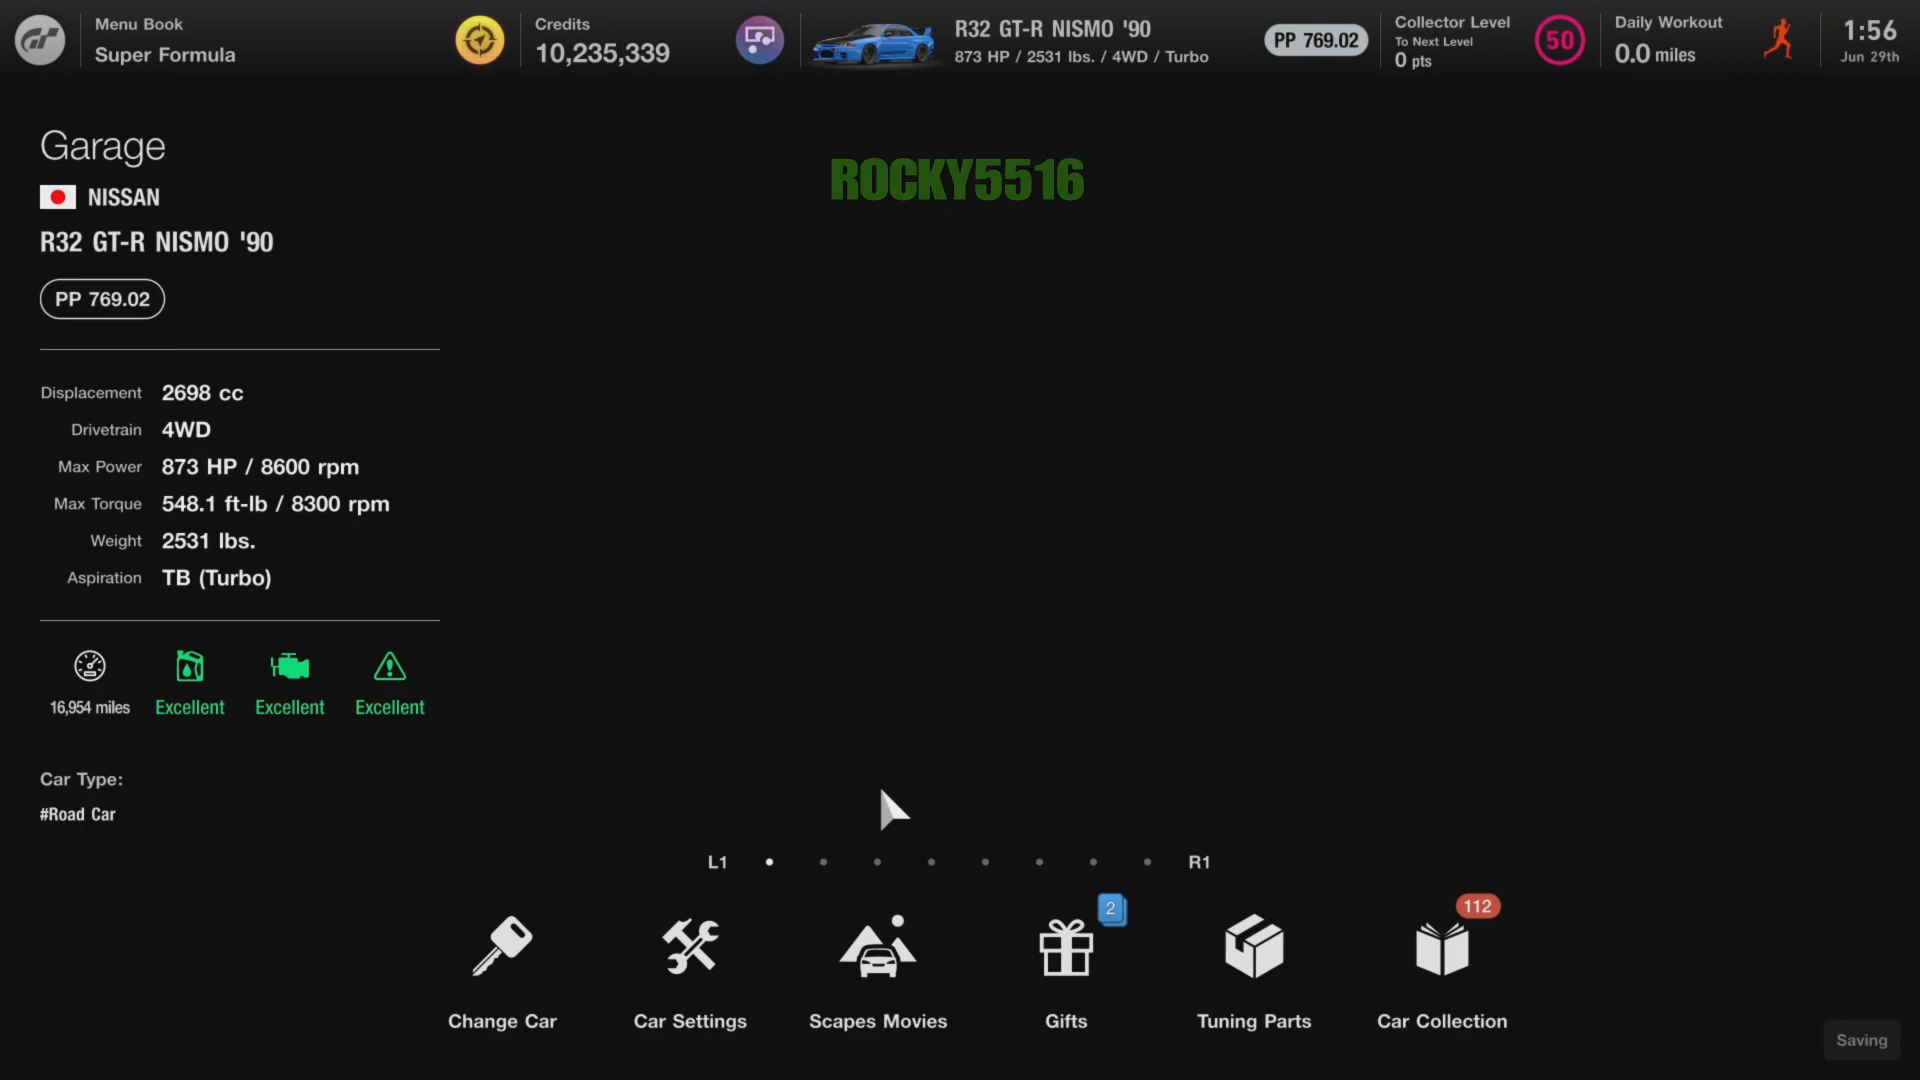 Menu Book
Super Formula
Credits
10,235,339
R32 GT-R NISMO '90
873 HP / 2531 lbs. / 4WD / Turbo
PP 769.02
Collector Level
To Next Level
0 pts
50
Daily Workout
0.0 miles
1:56
Jun 29th
Garage
NISSAN
R32 GT-R NISMO '90
PP 769.02
ROCKY5516
Displacement 2698 cc
Drivetrain 4WD
Max Power 873 HP / 8600 rpm
Max Torque 548.1 ft-lb / 8300 rpm
Weight 2531 lbs.
Aspiration TB (Turbo)
16,954 miles Excellent Excellent Excellent
Car Type:
#Road Car
L1 R1
2
112
Change Car Car Settings Scapes Movies Gifts Tuning Parts Car Collection
Saving